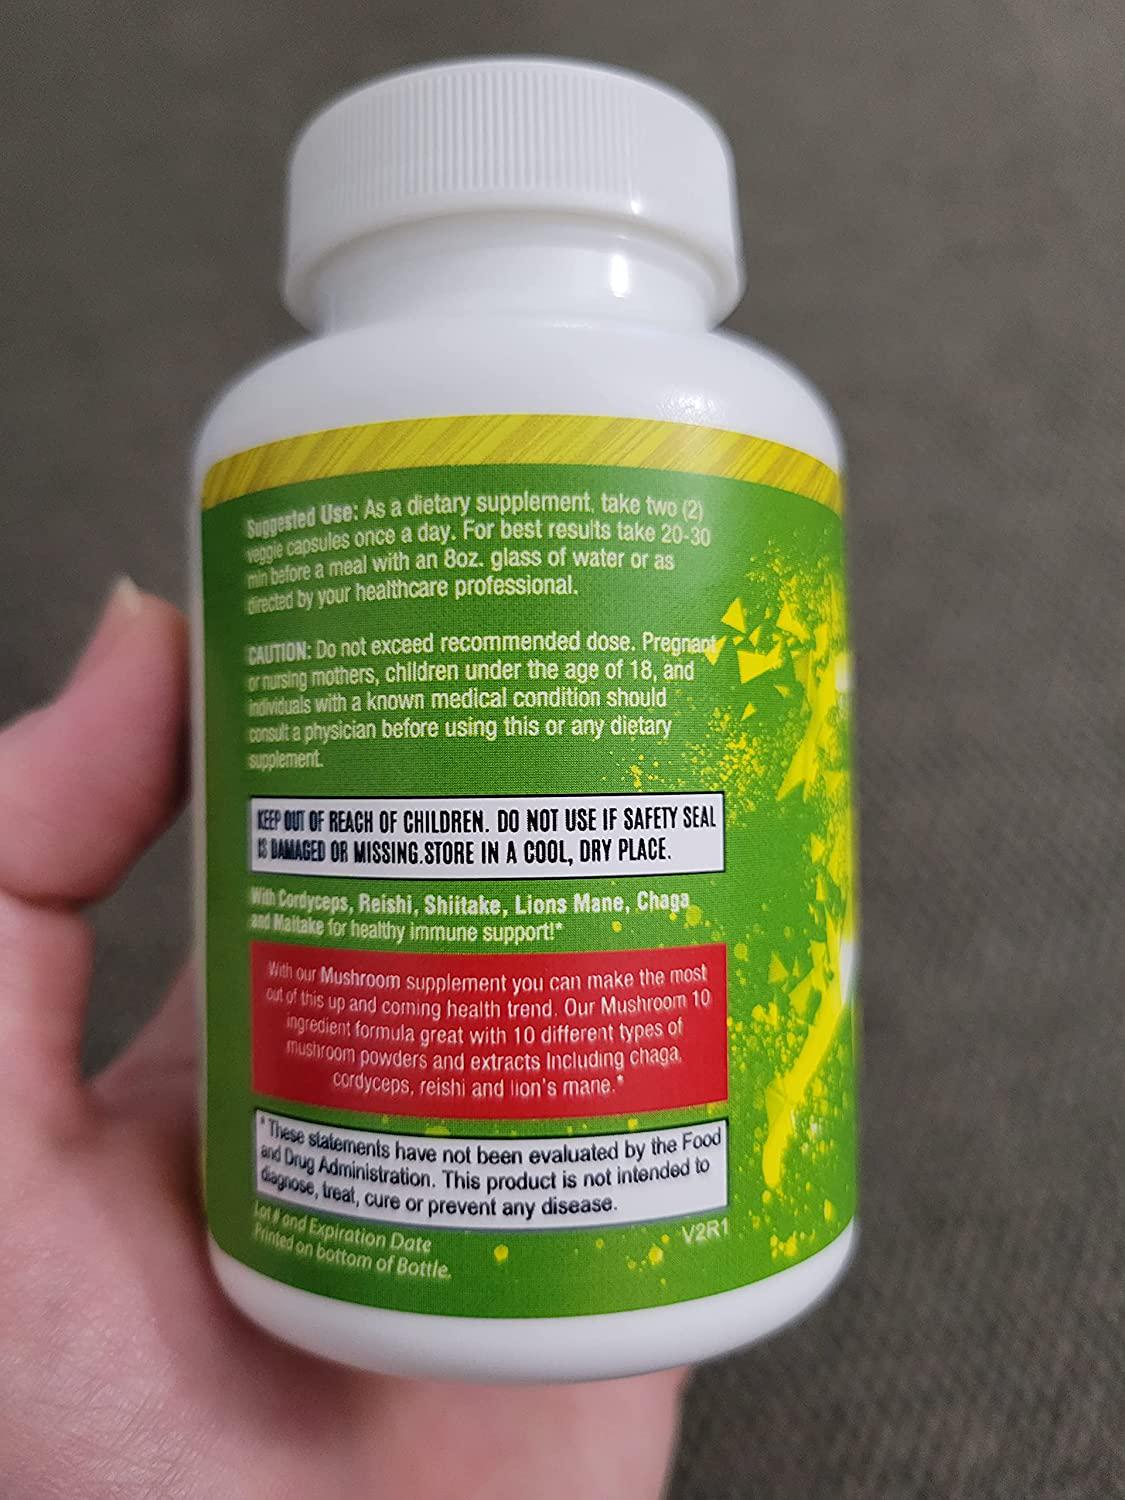 Suggested Use: As a dietary supplement, take two (2)
veggie capsules once a day. For best results take 20-30
min before a meal with an 8oz. glass of water or as
directed by your healthcare professional.
CAUTION: Do not exceed recommended dose. Pregnant
or nursing mothers, children under the age of 18, and
individuals with a known medical condition should
consult a physician before using this or any dietary
supplement.
KEEP OUT OF REACH OF CHILDREN. DO NOT USE IF SAFETY SEAL
IS DAMAGED OR MISSING.STORE IN A COOL, DRY PLACE.
With Cordyceps, Reishi, Shiitake, Lions Mane, Chaga
and Maitake for healthy immune support!*
With our Mushroom supplement you can make the most
out of this up and coming health trend. Our Mushroom 10
ingredient formula great with 10 different types of
mushroom powders and extracts Including chaga,
cordyceps, reishi and lion's mane.*
*These statements have not been evaluated by the Food
and Drug Administration. This product is not intended to
diagnose, treat, cure or prevent any disease.
Lot # and Expiration Date
Printed on bottom of Bottle.
V2R1